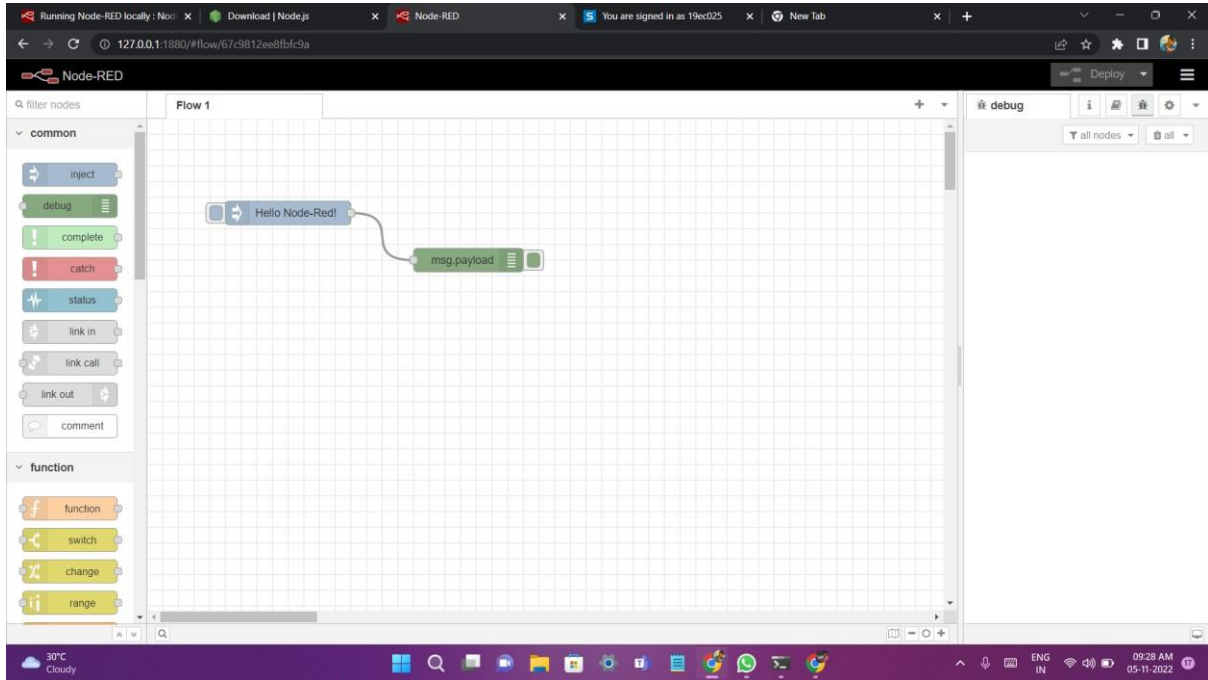 Running Node-RED locally : Nod
Download | Node.js
Node-RED
S You are signed in as 19ec025
New Tab
127.0.0.1:1880/#flow/67c9812ee8fbfc9a
Node-RED
Deploy
filter nodes
Flow 1
debug
i
all nodes
all
common
inject
debug
complete
catch
status
link in
link call
link out
comment
function
f function
switch
change
range
Hello Node-Red!
msg.payload
30°C
Cloudy
ENG
IN
09:28 AM
05-11-2022
17